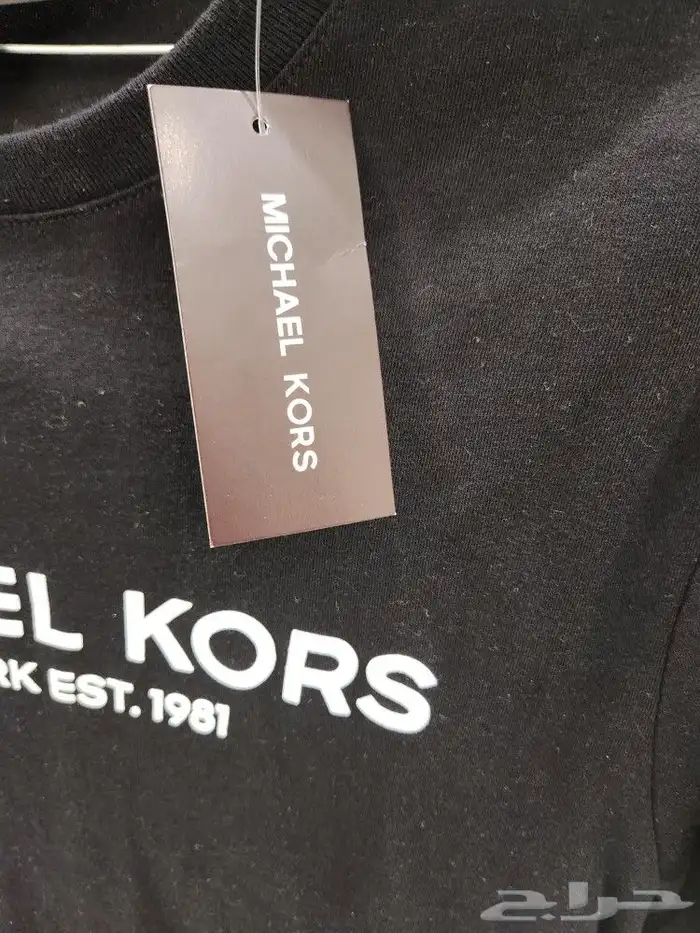 MICHAEL KORS
EL KORS
RK EST. 1981
حراج